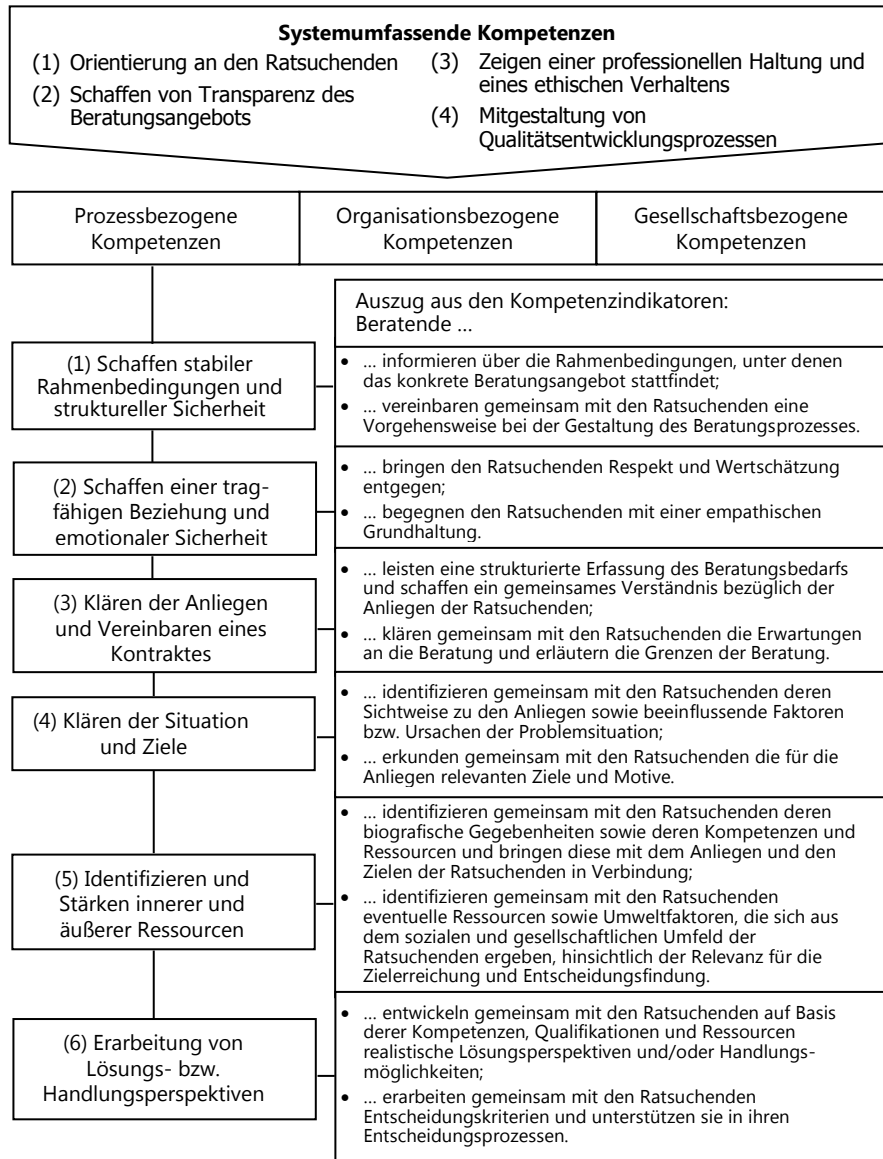 Systemumfassende Kompetenzen
(1) Orientierung an den Ratsuchenden
(2) Schaffen von Transparenz des
Beratungsangebots
(3) Zeigen einer professionellen Haltung und
eines ethischen Verhaltens
(4) Mitgestaltung von
Qualitätsentwicklungsprozessen
Prozessbezogene
Kompetenzen
Organisationsbezogene
Kompetenzen
Gesellschaftsbezogene
Kompetenzen
Auszug aus den Kompetenzindikatoren:
Beratende ...
(1) Schaffen stabiler
Rahmenbedingungen und
struktureller Sicherheit
• ... informieren über die Rahmenbedingungen, unter denen
das konkrete Beratungsangebot stattfindet;
• ... vereinbaren gemeinsam mit den Ratsuchenden eine
Vorgehensweise bei der Gestaltung des Beratungsprozesses.
(2) Schaffen einer trag-
fähigen Beziehung und
emotionaler Sicherheit
• ... bringen den Ratsuchenden Respekt und Wertschätzung
entgegen;
• ... begegnen den Ratsuchenden mit einer empathischen
Grundhaltung.
(3) Klären der Anliegen
und Vereinbaren eines
Kontraktes
• ... leisten eine strukturierte Erfassung des Beratungsbedarfs
und schaffen ein gemeinsames Verständnis bezüglich der
Anliegen der Ratsuchenden;
• ... klären gemeinsam mit den Ratsuchenden die Erwartungen
an die Beratung und erläutern die Grenzen der Beratung.
(4) Klären der Situation
und Ziele
• ... identifizieren gemeinsam mit den Ratsuchenden deren
Sichtweise zu den Anliegen sowie beeinflussende Faktoren
bzw. Ursachen der Problemsituation;
• ... erkunden gemeinsam mit den Ratsuchenden die für die
Anliegen relevanten Ziele und Motive.
(5) Identifizieren und
Stärken innerer und
äußerer Ressourcen
• ... identifizieren gemeinsam mit den Ratsuchenden deren
biografische Gegebenheiten sowie deren Kompetenzen und
Ressourcen und bringen diese mit dem Anliegen und den
Zielen der Ratsuchenden in Verbindung;
• ... identifizieren gemeinsam mit den Ratsuchenden
eventuelle Ressourcen sowie Umweltfaktoren, die sich aus
dem sozialen und gesellschaftlichen Umfeld der
Ratsuchenden ergeben, hinsichtlich der Relevanz für die
Zielerreichung und Entscheidungsfindung.
(6) Erarbeitung von
Lösungs- bzw.
Handlungsperspektiven
• ... entwickeln gemeinsam mit den Ratsuchenden auf Basis
derer Kompetenzen, Qualifikationen und Ressourcen
realistische Lösungsperspektiven und/oder Handlungs-
möglichkeiten;
• ... erarbeiten gemeinsam mit den Ratsuchenden
Entscheidungskriterien und unterstützen sie in ihren
Entscheidungsprozessen.